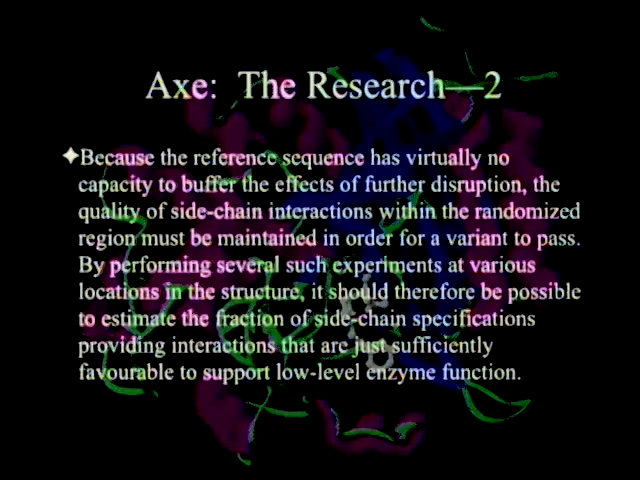 Axe: The Research—2
✦Because the reference sequence has virtually no
capacity to buffer the effects of further disruption, the
quality of side-chain interactions within the randomized
region must be maintained in order for a variant to pass.
By performing several such experiments at various
locations in the structure, it should therefore be possible
to estimate the fraction of side-chain specifications
providing interactions that are just sufficiently
favourable to support low-level enzyme function.